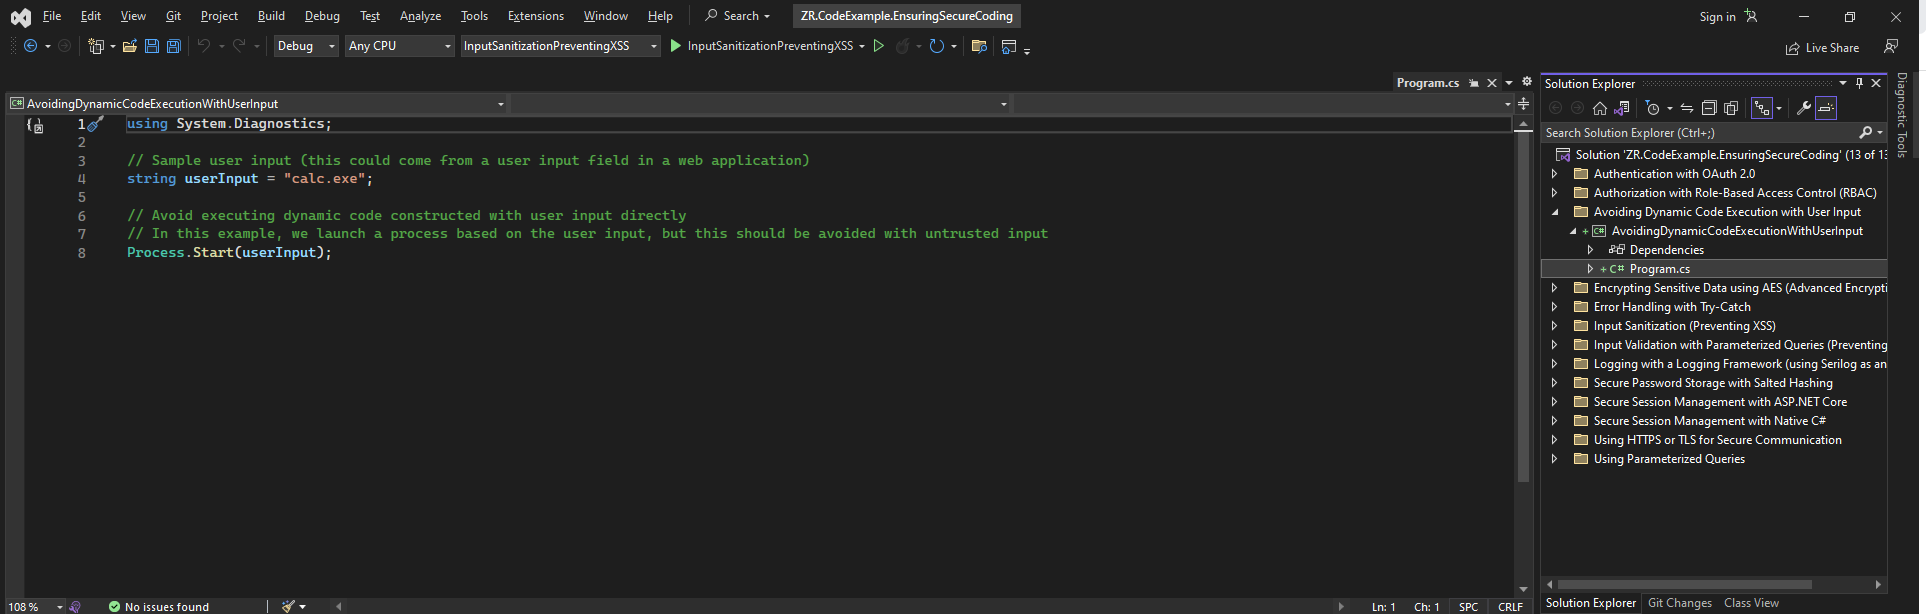 File Edit View Git Project Build Debug Test Analyze Tools Extensions Window Help Search ZR.CodeExample.EnsuringSecureCoding Sign in
Debug Any CPU InputSanitizationPreventingXSS InputSanitizationPreventingXSS Live Share
Program.cs
AvoidingDynamicCodeExecutionWithUserInput
1 using System.Diagnostics;
2
3 // Sample user input (this could come from a user input field in a web application)
4 string userInput = "calc.exe";
5
6 // Avoid executing dynamic code constructed with user input directly
7 // In this example, we launch a process based on the user input, but this should be avoided with untrusted input
8 Process.Start(userInput);
108 % No issues found Ln: 1 Ch: 1 SPC CRLF
Solution Explorer
Search Solution Explorer (Ctrl+;)
Solution 'ZR.CodeExample.EnsuringSecureCoding' (13 of 13
Authentication with OAuth 2.0
Authorization with Role-Based Access Control (RBAC)
Avoiding Dynamic Code Execution with User Input
AvoidingDynamicCodeExecutionWithUserInput
Dependencies
C# Program.cs
Encrypting Sensitive Data using AES (Advanced Encrypti
Error Handling with Try-Catch
Input Sanitization (Preventing XSS)
Input Validation with Parameterized Queries (Preventing
Logging with a Logging Framework (using Serilog as an
Secure Password Storage with Salted Hashing
Secure Session Management with ASP.NET Core
Secure Session Management with Native C#
Using HTTPS or TLS for Secure Communication
Using Parameterized Queries
Solution Explorer Git Changes Class View
Diagnostic Tools